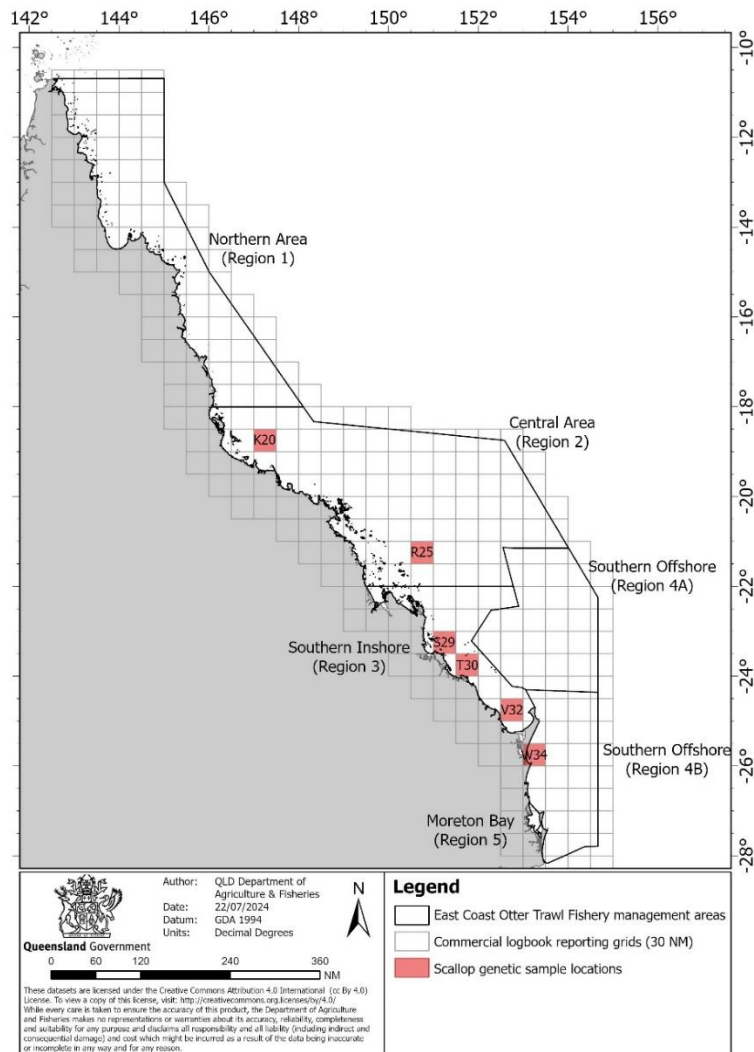 142° 144° 146° 148° 150° 152° 154° 156°
-10°
-12°
-14°
-16°
-18°
-20°
-22°
-24°
-26°
-28°
Northern Area
(Region 1)
Central Area
(Region 2)
K20
R25
Southern Offshore
(Region 4A)
S29
Southern Inshore
(Region 3)
T30
V32
W34
Southern Offshore
(Region 4B)
Moreton Bay
(Region 5)
Queensland Government
Author: QLD Department of
Agriculture & Fisheries
Date: 22/07/2024
Datum: GDA 1994
Units: Decimal Degrees
N
0 60 120 240 360
NM
These datasets are licensed under the Creative Commons Attribution 4.0 International (cc By 4.0)
License. To view a copy of this license, visit: http://creativecommons.org.licenses/by/4.0/
While every care is taken to ensure the accuracy of this product, the Department of Agriculture
and Fisheries makes no representations or warranties about its accuracy, reliability, completeness
and suitability for any purpose and disclaims all responsibility and all liability (including indirect and
consequential damage) and cost which might be incurred as a result of the data being inaccurate
or incomplete in any way and for any reason.
Legend
East Coast Otter Trawl Fishery management areas
Commercial logbook reporting grids (30 NM)
Scallop genetic sample locations